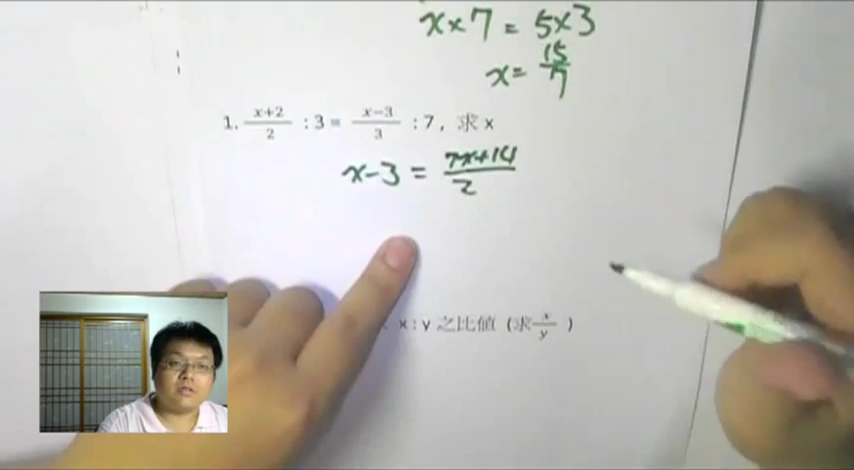 x×7 = 5×3
x = 15/7
1. x+2/2 : 3 = x−3/3 : 7, 求 x
x-3 = 7x+14/2
x : y 之比值 (求 x/y )